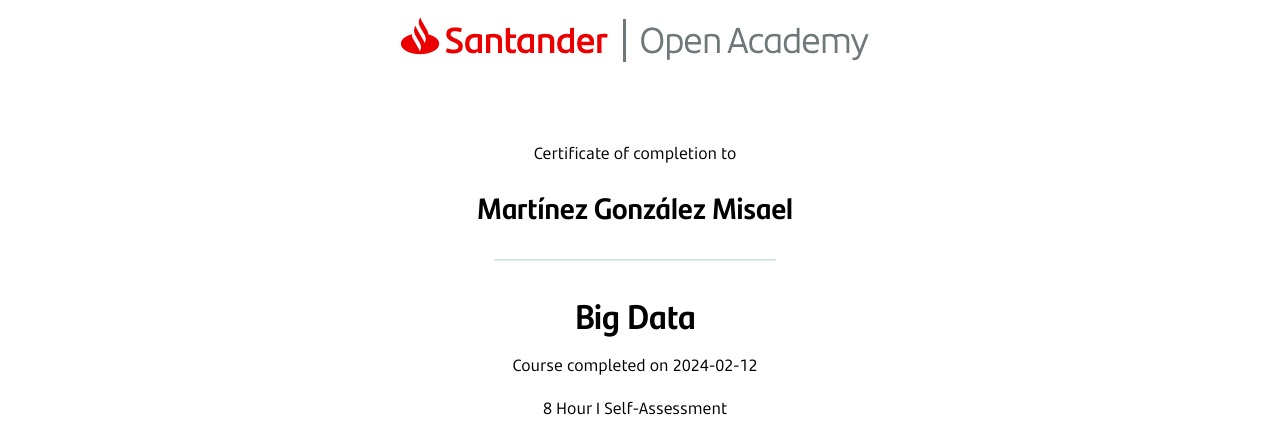 Santander | Open Academy
Certificate of completion to
Martínez González Misael
Big Data
Course completed on 2024-02-12
8 Hour I Self-Assessment